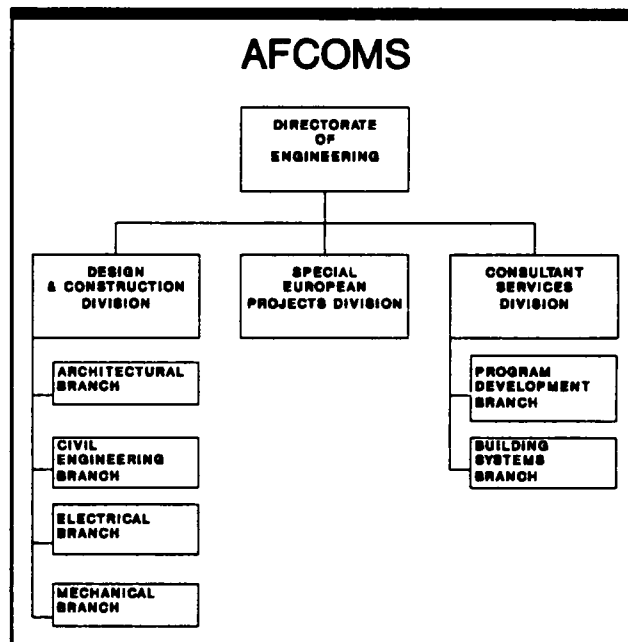 AFCOMS
DIRECTORATE
OF
ENGINEERING
DESIGN
& CONSTRUCTION
DIVISION
SPECIAL
EUROPEAN
PROJECTS DIVISION
CONSULTANT
SERVICES
DIVISION
ARCHITECTURAL
BRANCH
CIVIL
ENGINEERING
BRANCH
ELECTRICAL
BRANCH
MECHANICAL
BRANCH
PROGRAM
DEVELOPMENT
BRANCH
BUILDING
SYSTEMS
BRANCH